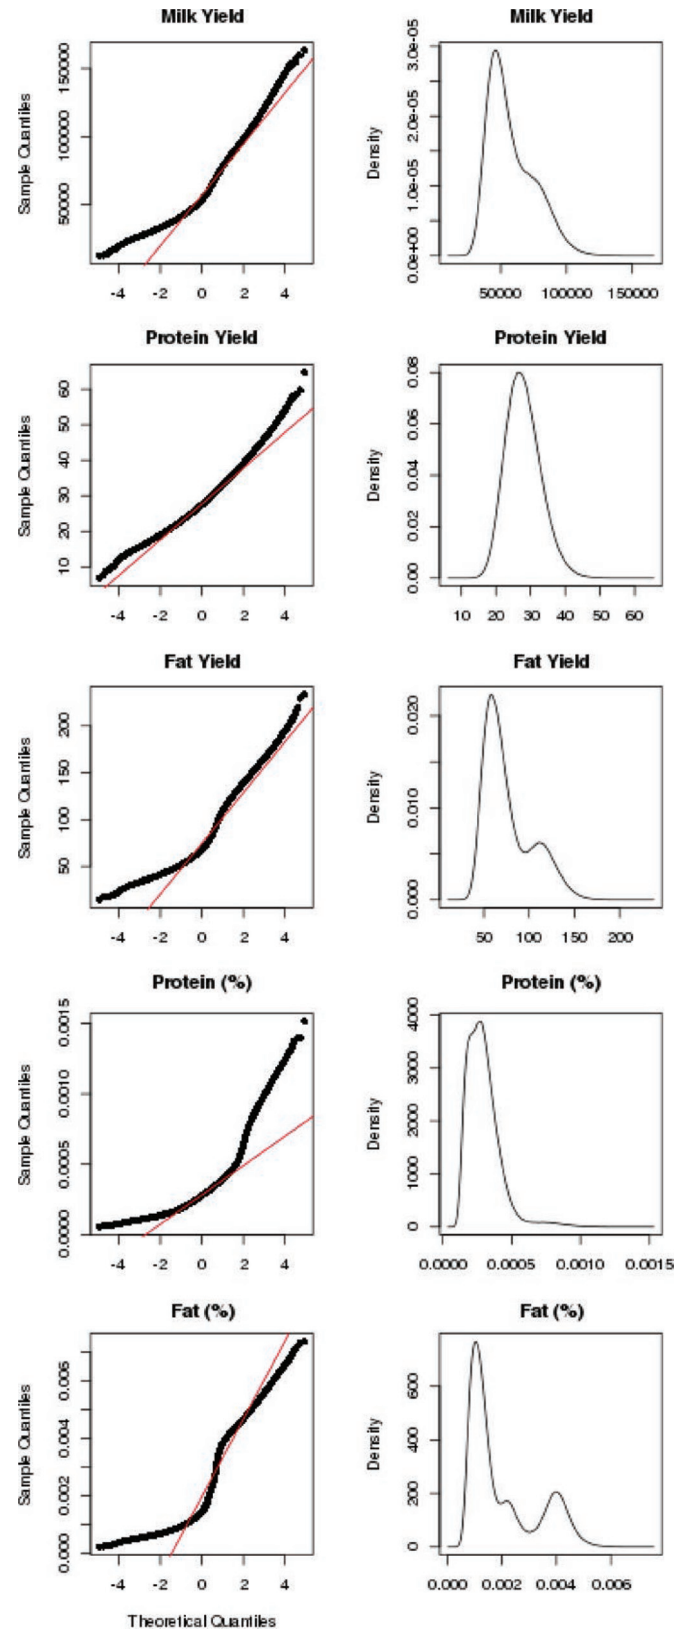 Milk Yield
Sample Quantiles
50000 100000 150000
-4 -2 0 2 4
Milk Yield
Density
0.0e+00 1.0e-05 2.0e-05 3.0e-05
50000 100000 150000
Protein Yield
Sample Quantiles
10 20 30 40 50 60
-4 -2 0 2 4
Protein Yield
Density
0.00 0.02 0.04 0.06 0.08
10 20 30 40 50 60
Fat Yield
Sample Quantiles
50 100 150 200
-4 -2 0 2 4
Fat Yield
Density
0.000 0.010 0.020
50 100 150 200
Protein (%)
Sample Quantiles
0.0000 0.0005 0.0010 0.0015
-4 -2 0 2 4
Protein (%)
Density
0 1000 2000 3000 4000
0.0000 0.0005 0.0010 0.0015
Fat (%)
Sample Quantiles
0.000 0.002 0.004 0.006
-4 -2 0 2 4
Theoretical Quantiles
Fat (%)
Density
0 200 400 600
0.000 0.002 0.004 0.006